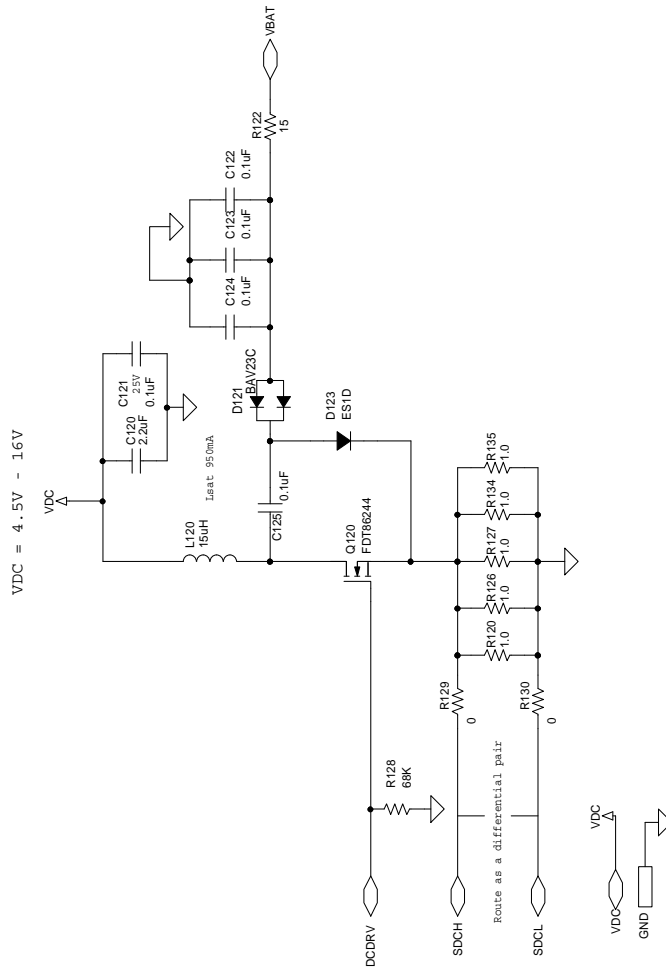 VDC = 4.5V - 16V
VDC
C120
2.2uF
C121
25V
0.1uF
L120
15uH
Lsat 950mA
C124
0.1uF
C123
0.1uF
C122
0.1uF
R122
15
VBAT
D121
BAV23C
C125
0.1uF
D123
ES1D
Q120
FDT86244
DCDRV
R128
68K
SDCH
R129
0
Route as a differential pair
SDCL
R130
0
R120
1.0
R126
1.0
R127
1.0
R134
1.0
R135
1.0
VDC
VDC
GND